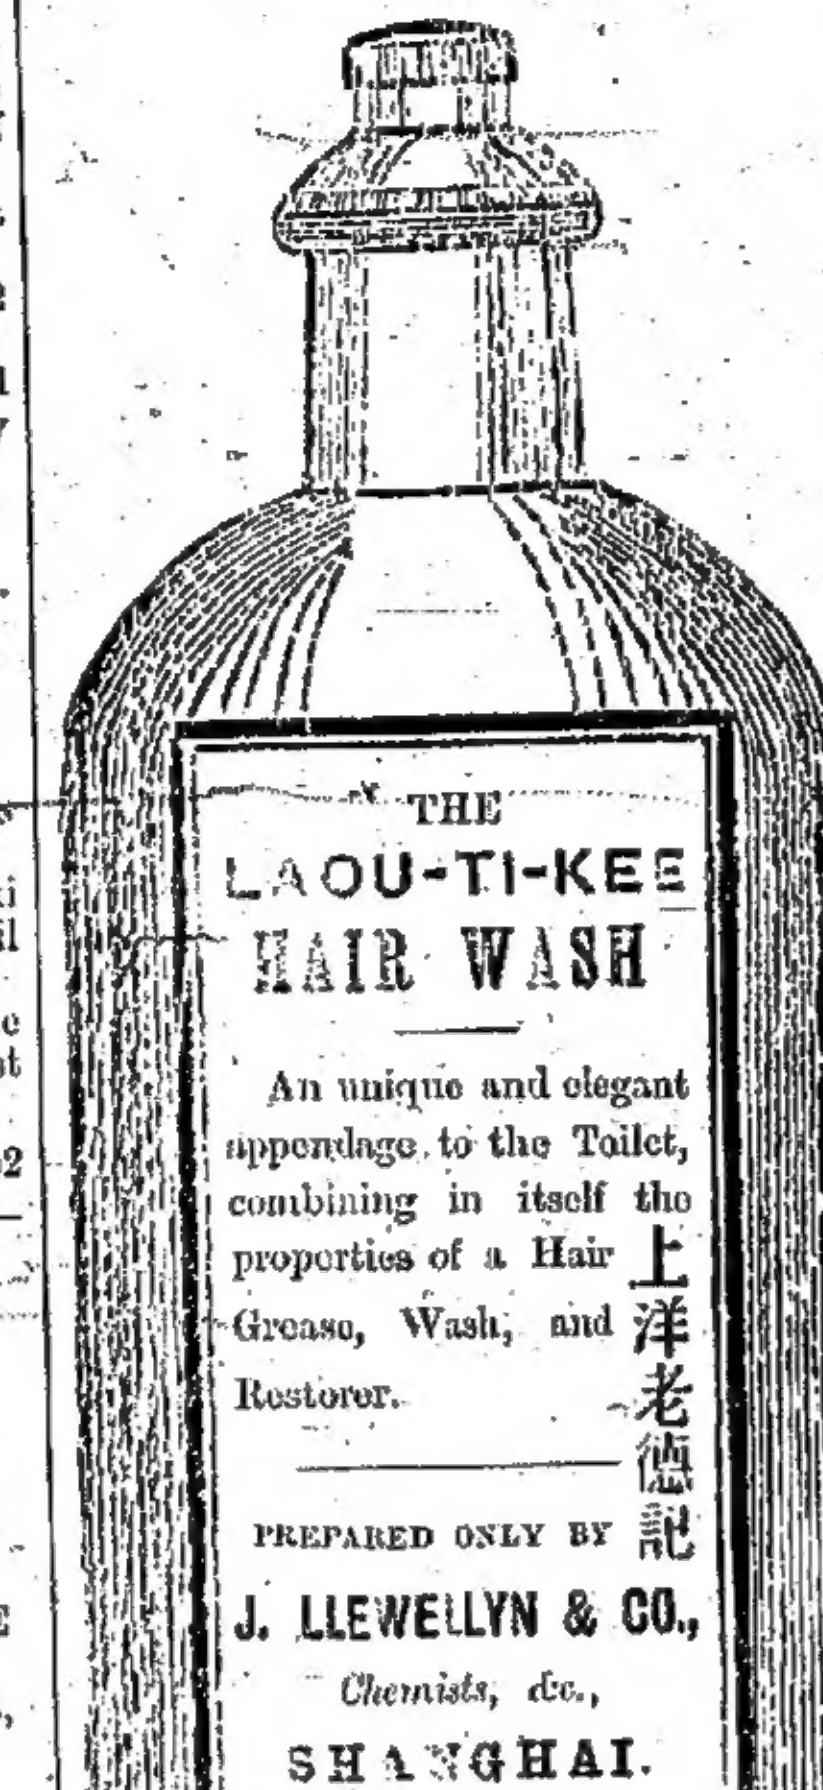 THE
LAOU-TI-KEE
HAIR WASH
An unique and elegant
appendage to the Toilet,
combining in itself the
properties of a Hair
Grease, Wash, and
Restorer.
上洋老德記
PREPARED ONLY BY
J. LLEWELLYN & CO.,
Chemists, &c.,
SHANGHAI.